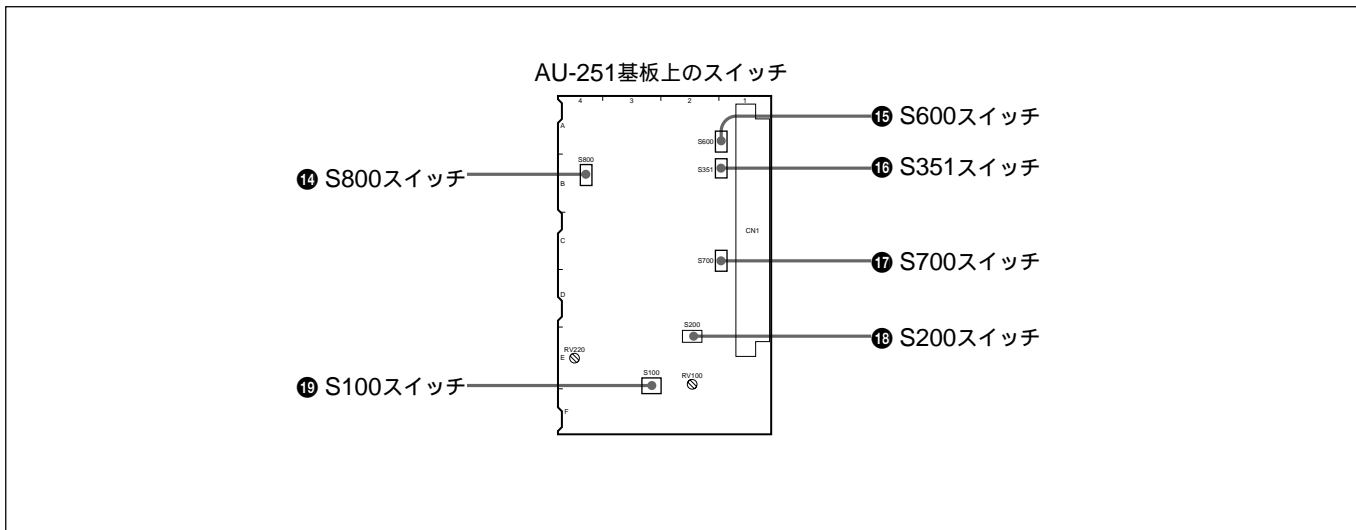 AU-251基板上のスイッチ
4 3 2 1
A
S600
⓯ S600スイッチ
S800
S351
⓰ S351スイッチ
⓮ S800スイッチ
B
C
CN1
S700
⓱ S700スイッチ
D
S200
⓲ S200スイッチ
RV220
E
S100
RV100
⓳ S100スイッチ
F